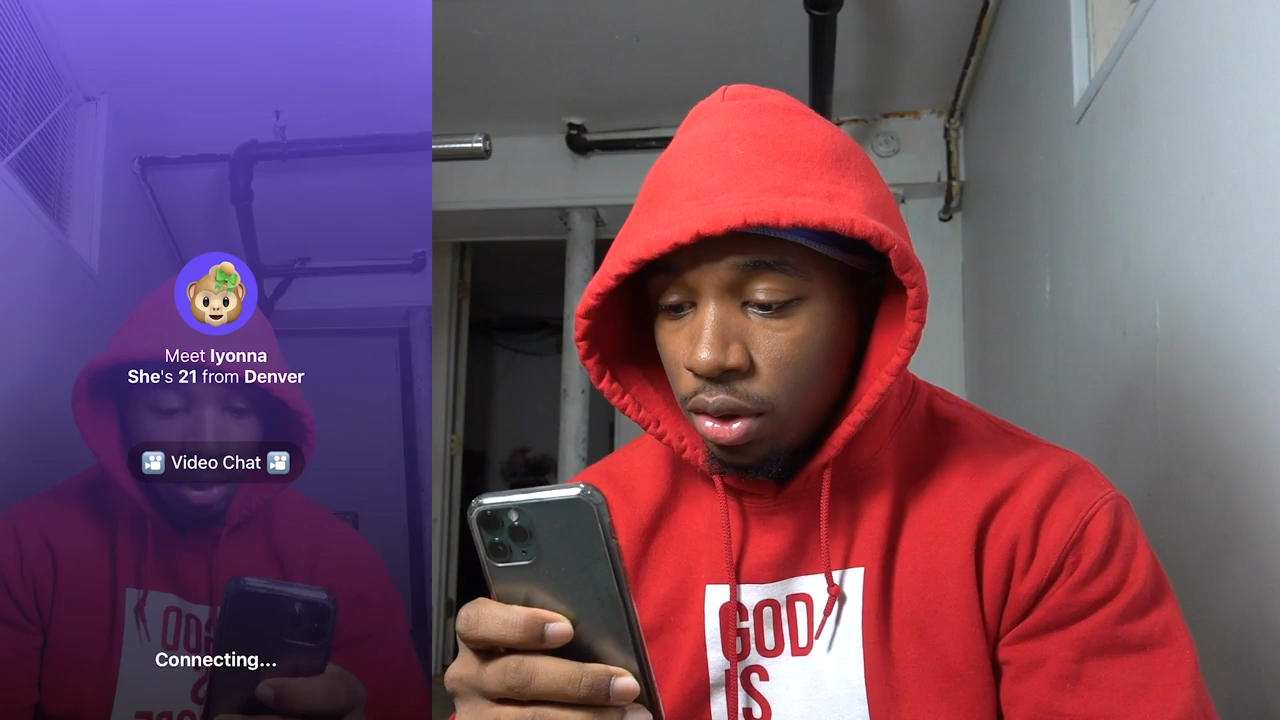 Meet Iyonna
She's 21 from Denver
Video Chat
Connecting...
GOD
IS